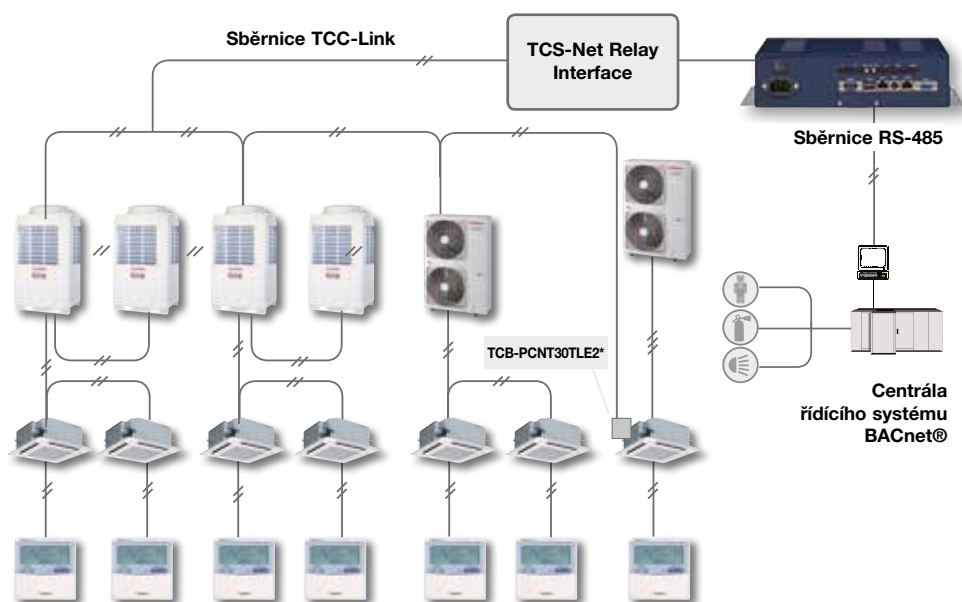 Sběrnice TCC-Link
TCS-Net Relay
Interface
Sběrnice RS-485
TCB-PCNT30TLE2*
Centrála
řídícího systému
BACnet®